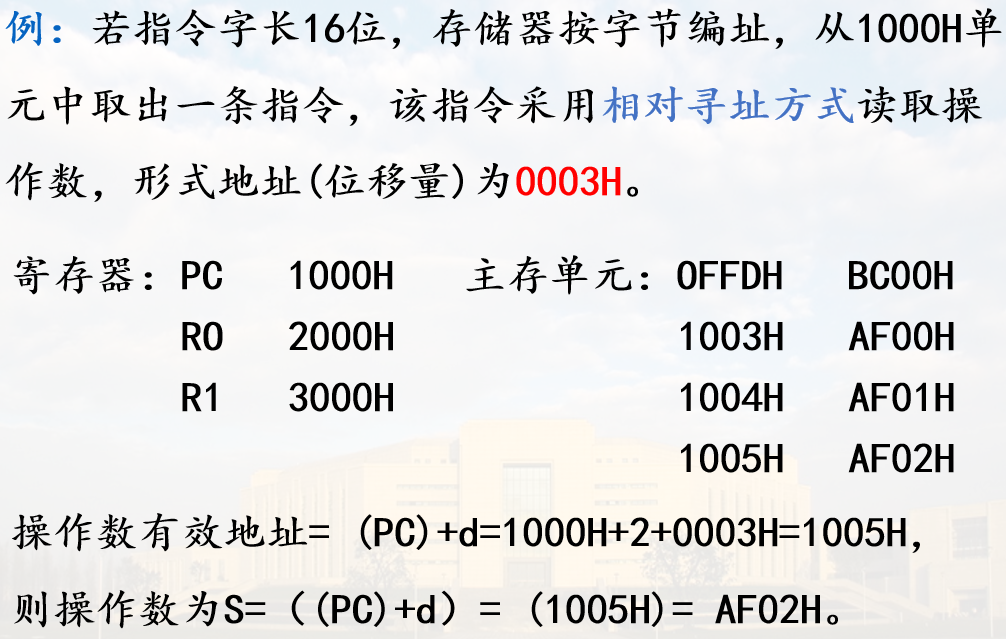 例：若指令字长16位，存储器按字节编址，从1000H单
元中取出一条指令，该指令采用相对寻址方式读取操
作数，形式地址(位移量)为0003H。
寄存器：PC 1000H 主存单元：0FFDH BC00H
R0 2000H 1003H AF00H
R1 3000H 1004H AF01H
1005H AF02H
操作数有效地址= (PC)+d=1000H+2+0003H=1005H，
则操作数为S=（(PC)+d）= (1005H)= AF02H。